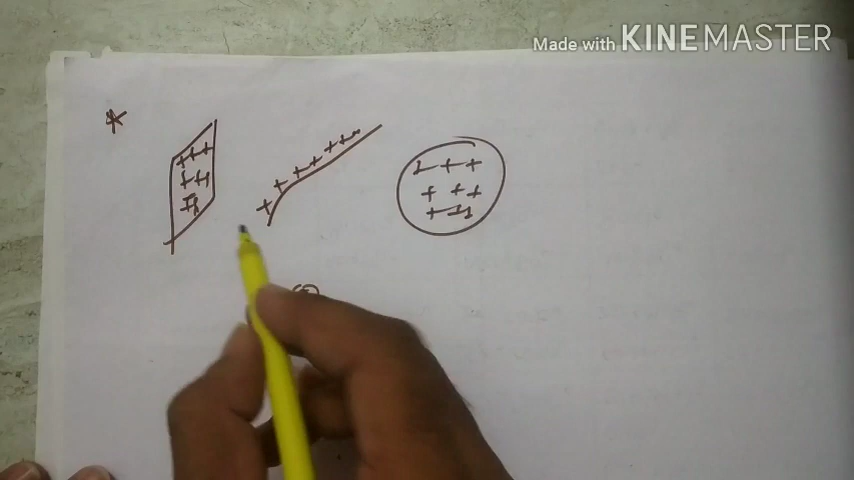 Made with KINEMASTER
*
+++ +++ ++
+ + + + + +
+ + + + + + + + +